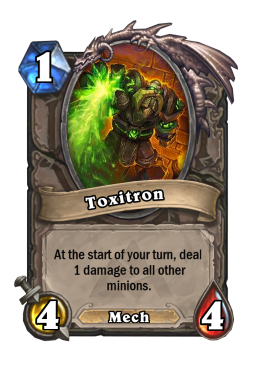 1
Toxitron
At the start of your turn, deal
1 damage to all other
minions.
4
Mech
4